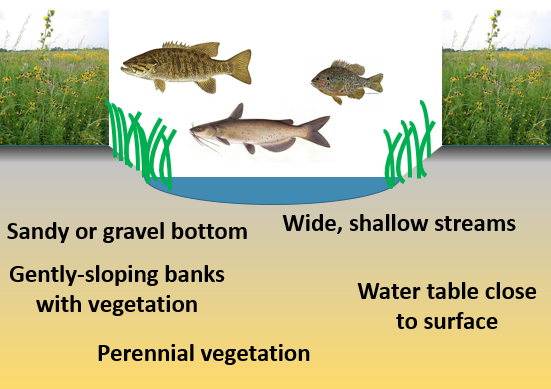 Sandy or gravel bottom
Wide, shallow streams
Gently-sloping banks
with vegetation
Water table close
to surface
Perennial vegetation